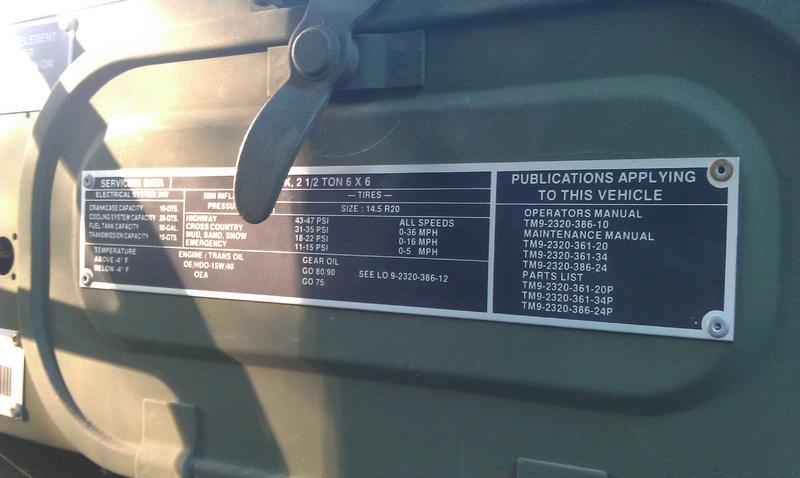 ELEMENT
ON
SERVICING DATA
K, 2 1/2 TON 6 X 6
ELECTRICAL SYSTEM 24V
MIN INFL
— TIRES —
PRESSU
SIZE : 14.5 R20
CRANKCASE CAPACITY 18-QTS.
COOLING SYSTEM CAPACITY 26-QTS.
FUEL TANK CAPACITY 50-GAL.
TRANSMISSION CAPACITY
HIGHWAY 43-47 PSI ALL SPEEDS
CROSS COUNTRY 31-35 PSI 0-36 MPH
MUD, SAND, SNOW 18-22 PSI 0-16 MPH
EMERGENCY 11-15 PSI 0-5 MPH
TEMPERATURE
ABOVE -4° F
BELOW -4° F
ENGINE / TRANS OIL
OE/HDO-15W/40
OEA
GEAR OIL
GO 80/90
GO 75
SEE LO 9-2320-386-12
PUBLICATIONS APPLYING
TO THIS VEHICLE
OPERATORS MANUAL
TM9-2320-386-10
MAINTENANCE MANUAL
TM9-2320-361-20
TM9-2320-361-34
TM9-2320-386-24
PARTS LIST
TM9-2320-361-20P
TM9-2320-361-34P
TM9-2320-386-24P